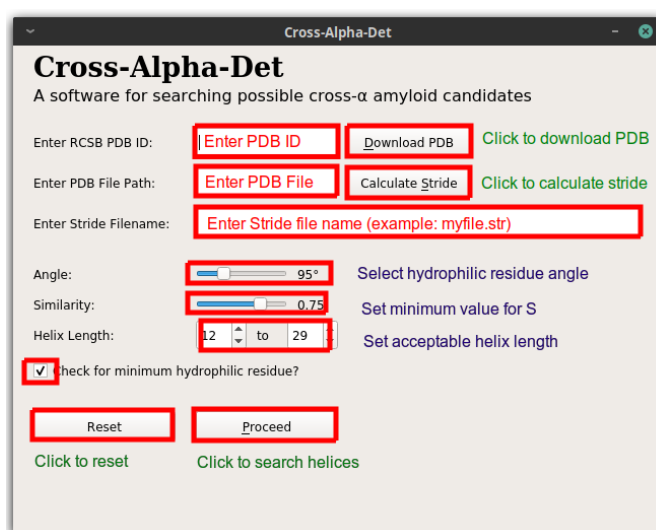 Cross-Alpha-Det
Cross-Alpha-Det
A software for searching possible cross-α amyloid candidates
Enter RCSB PDB ID: Enter PDB ID Download PDB Click to download PDB
Enter PDB File Path: Enter PDB File Calculate Stride Click to calculate stride
Enter Stride Filename: Enter Stride file name (example: myfile.str)
Angle: 95° Select hydrophilic residue angle
Similarity: 0.75 Set minimum value for S
Helix Length: 12 to 29 Set acceptable helix length
Check for minimum hydrophilic residue?
Reset Proceed
Click to reset Click to search helices